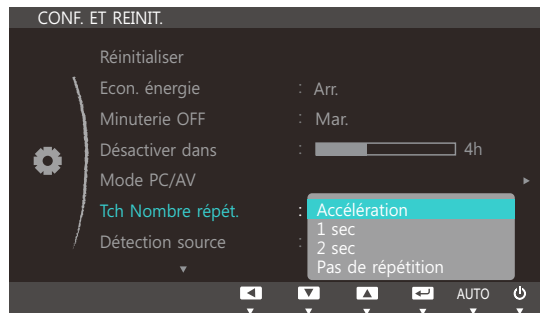 CONF. ET REINIT.
Réinitialiser
Econ. énergie : Arr.
Minuterie OFF : Mar.
Désactiver dans : 4h
Mode PC/AV
Tch Nombre répét. : Accélération
1 sec
2 sec
Pas de répétition
Détection source :
AUTO